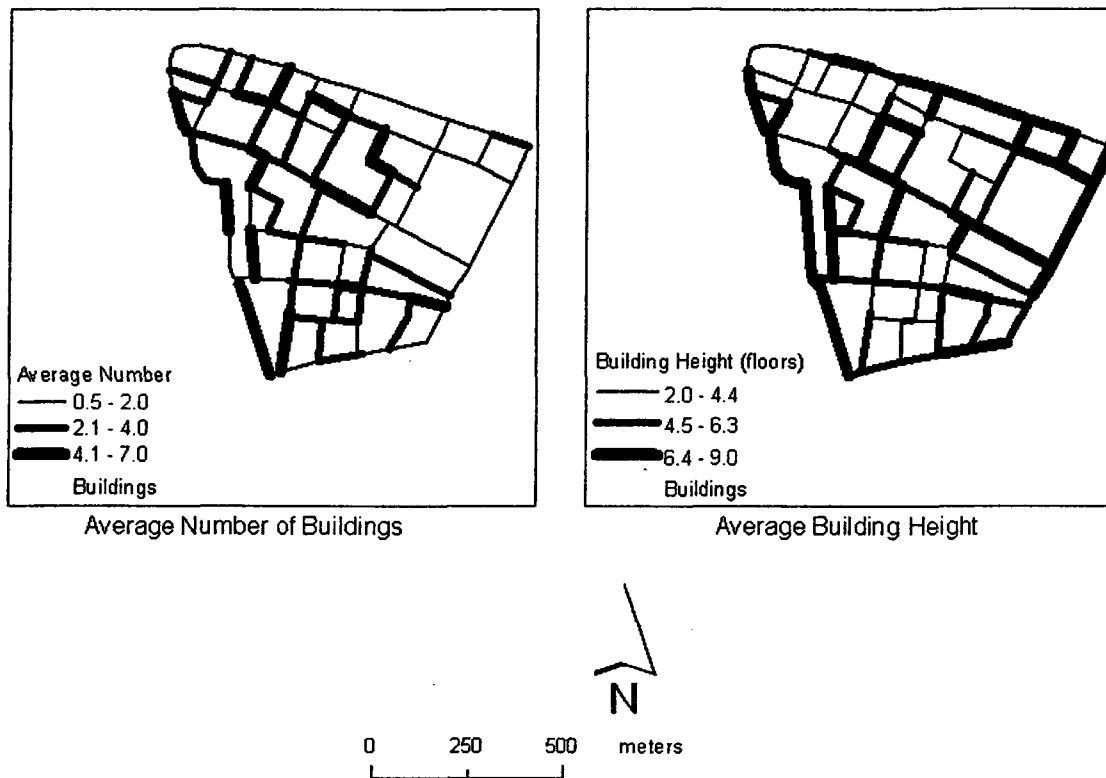 Average Number
0.5 - 2.0
2.1 - 4.0
4.1 - 7.0
Buildings
Average Number of Buildings
Building Height (floors)
2.0 - 4.4
4.5 - 6.3
6.4 - 9.0
Buildings
Average Building Height
N
0 250 500 meters